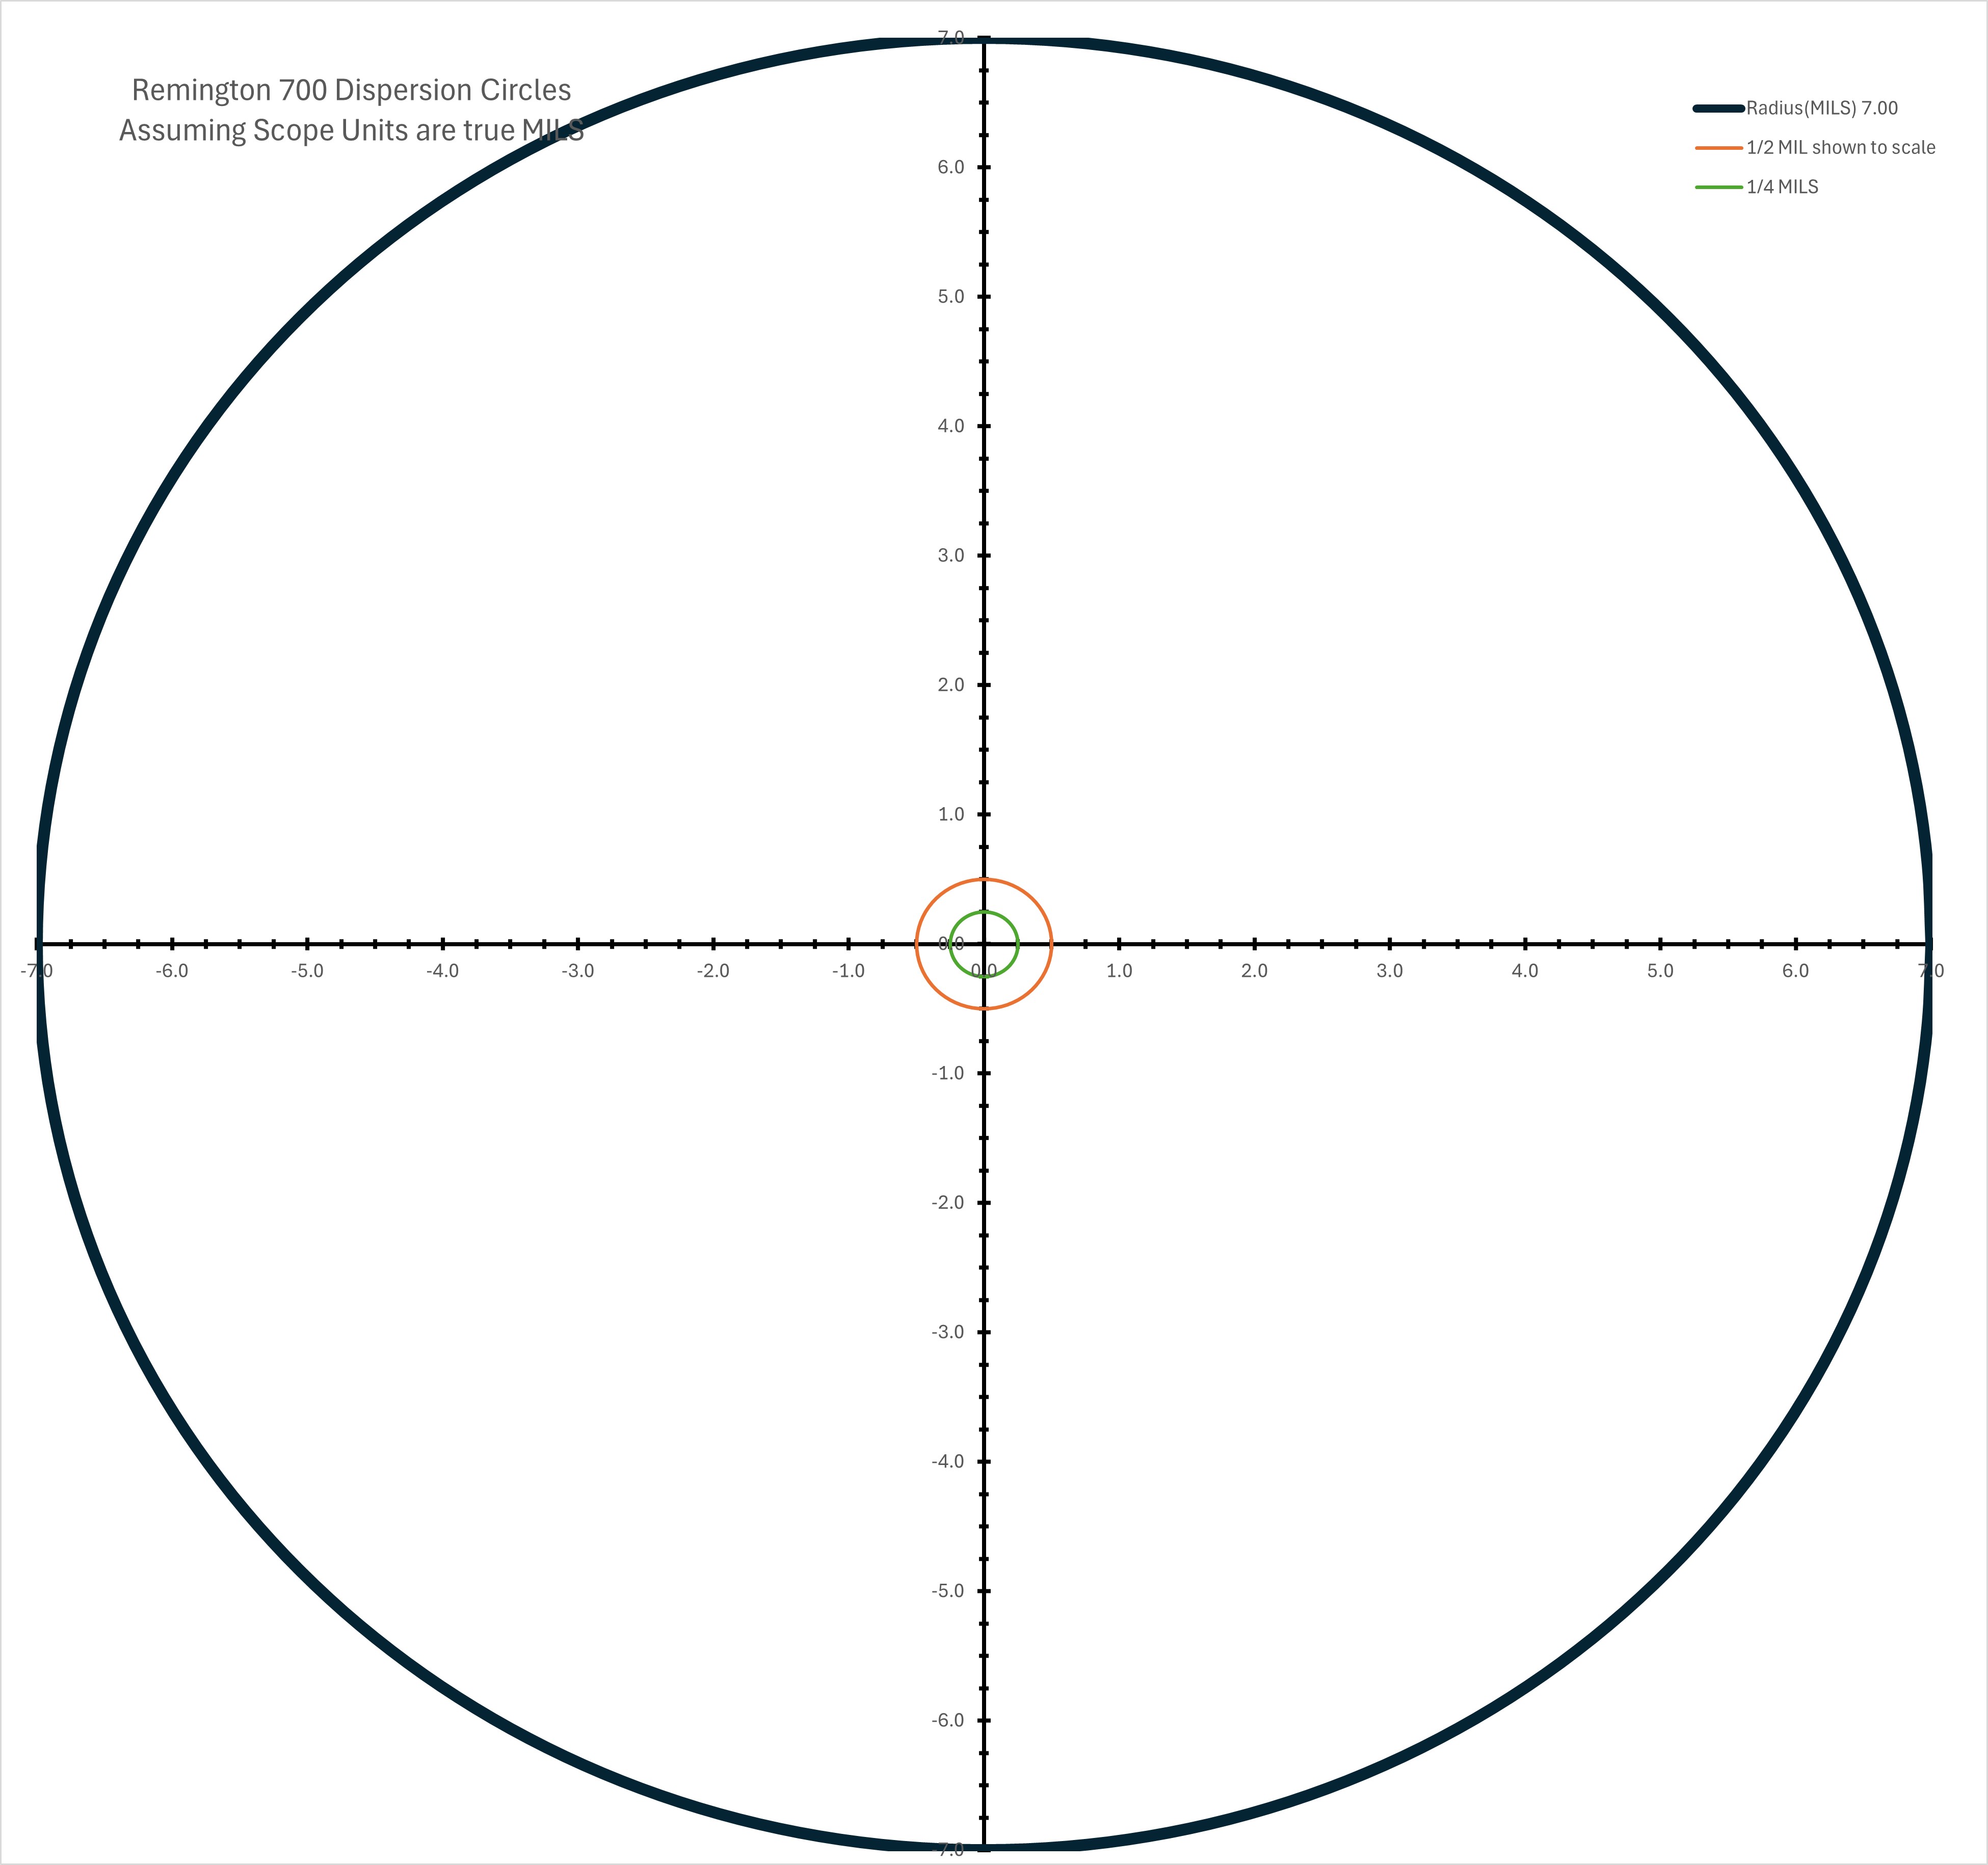 Remington 700 Dispersion Circles
Assuming Scope Units are true MILS
Radius(MILS) 7.00
1/2 MIL shown to scale
1/4 MILS
7.0
6.0
5.0
4.0
3.0
2.0
1.0
0.0
-7.0 -6.0 -5.0 -4.0 -3.0 -2.0 -1.0 0.0 1.0 2.0 3.0 4.0 5.0 6.0 7.0
-1.0
-2.0
-3.0
-4.0
-5.0
-6.0
-7.0